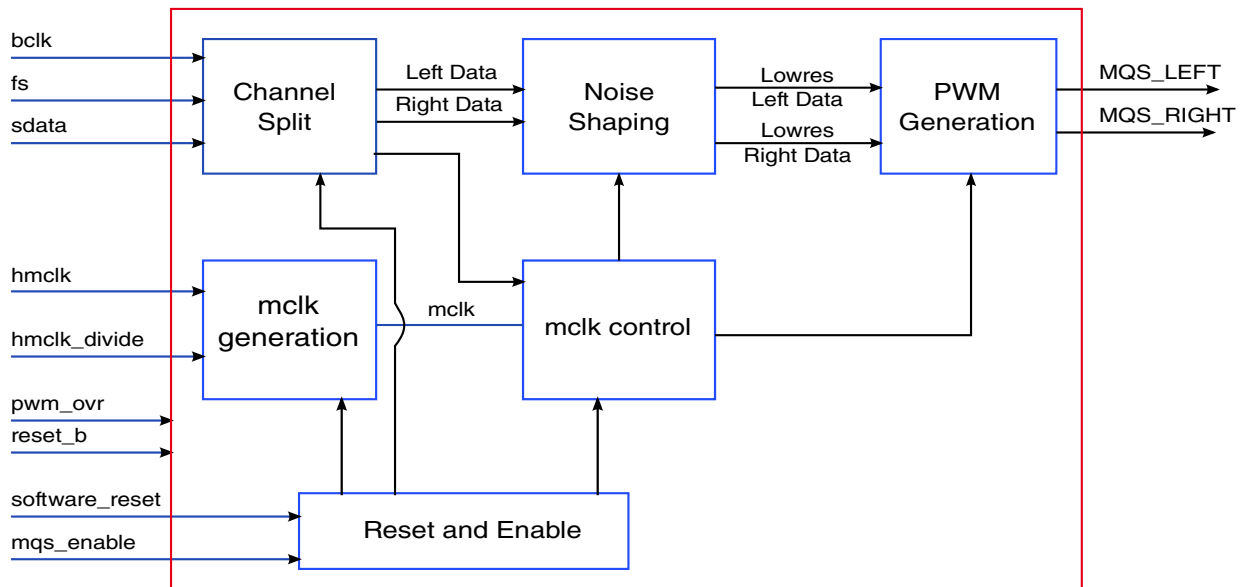 bclk
fs
sdata
Channel
Split
Left Data
Right Data
Noise
Shaping
Lowres
Left Data
Lowres
Right Data
PWM
Generation
MQS_LEFT
MQS_RIGHT
hmclk
hmclk_divide
mclk
generation
mclk
mclk control
pwm_ovr
reset_b
software_reset
mqs_enable
Reset and Enable